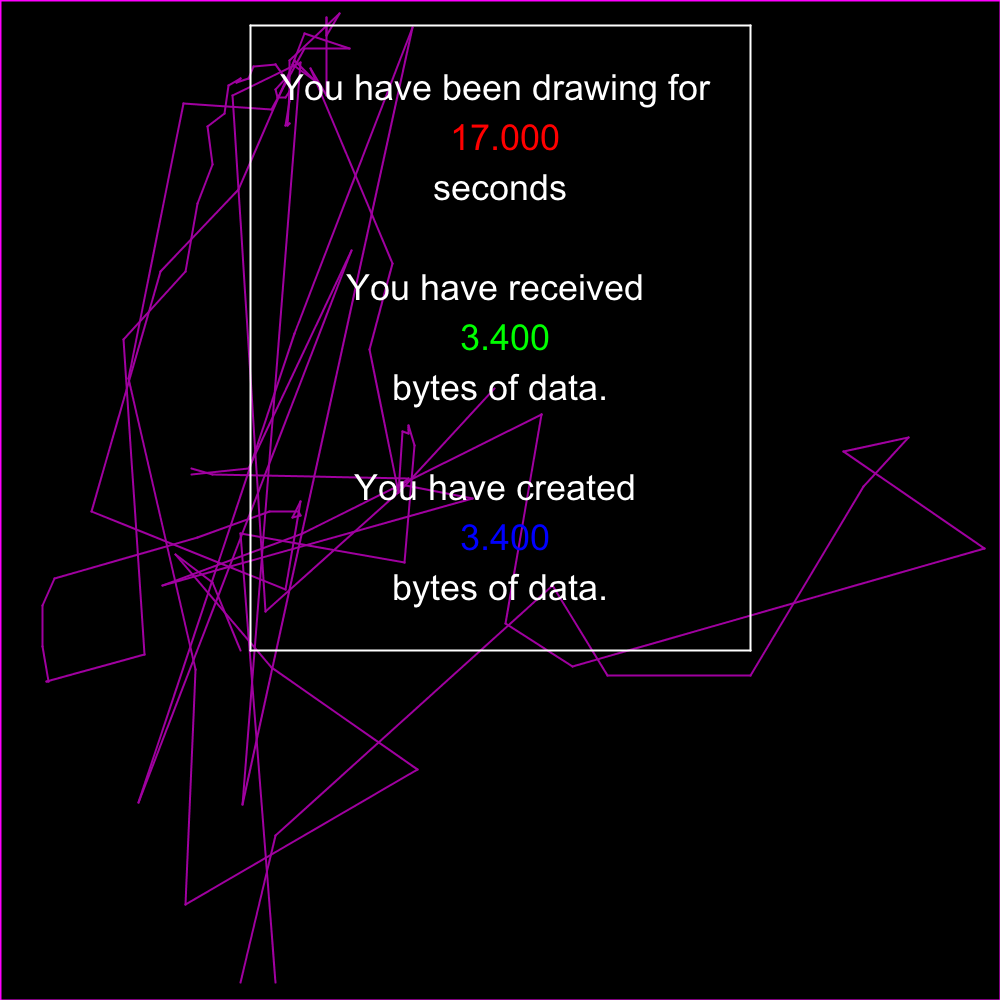 You have been drawing for
17.000
seconds
You have received
3.400
bytes of data.
You have created
3.400
bytes of data.